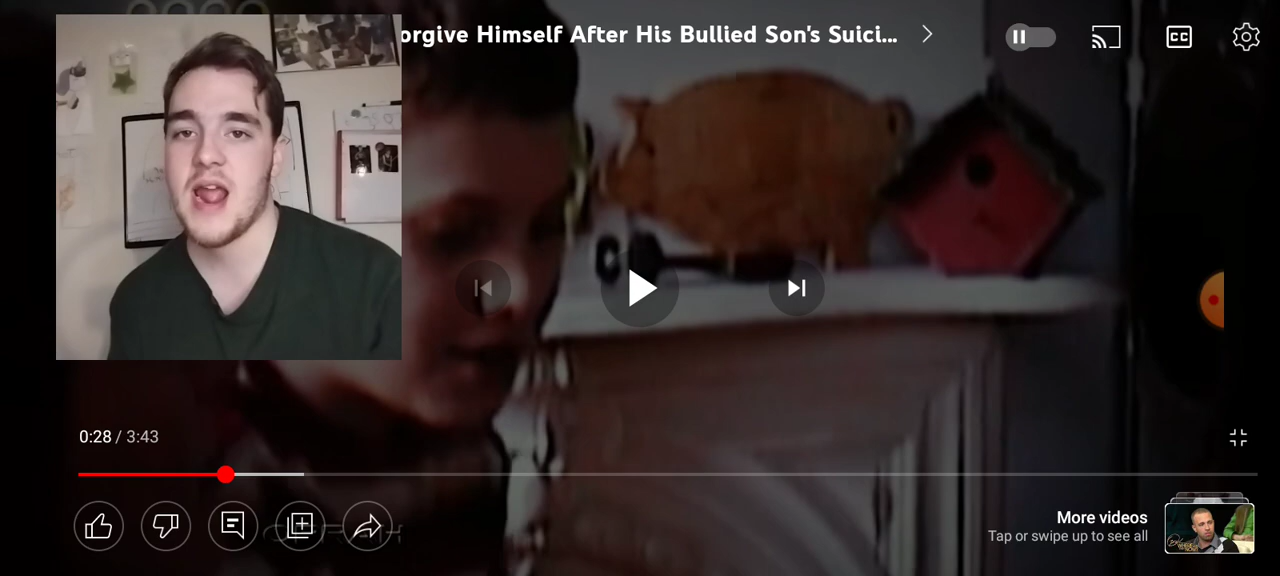 orgive Himself After His Bullied Son's Suici...
CC
0:28 / 3:43
More videos
Tap or swipe up to see all